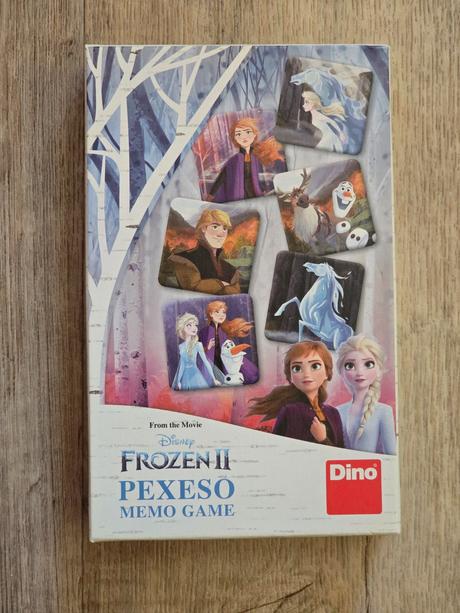 From the Movie
Disney
FROZEN II
PEXESO
MEMO GAME
Dino®